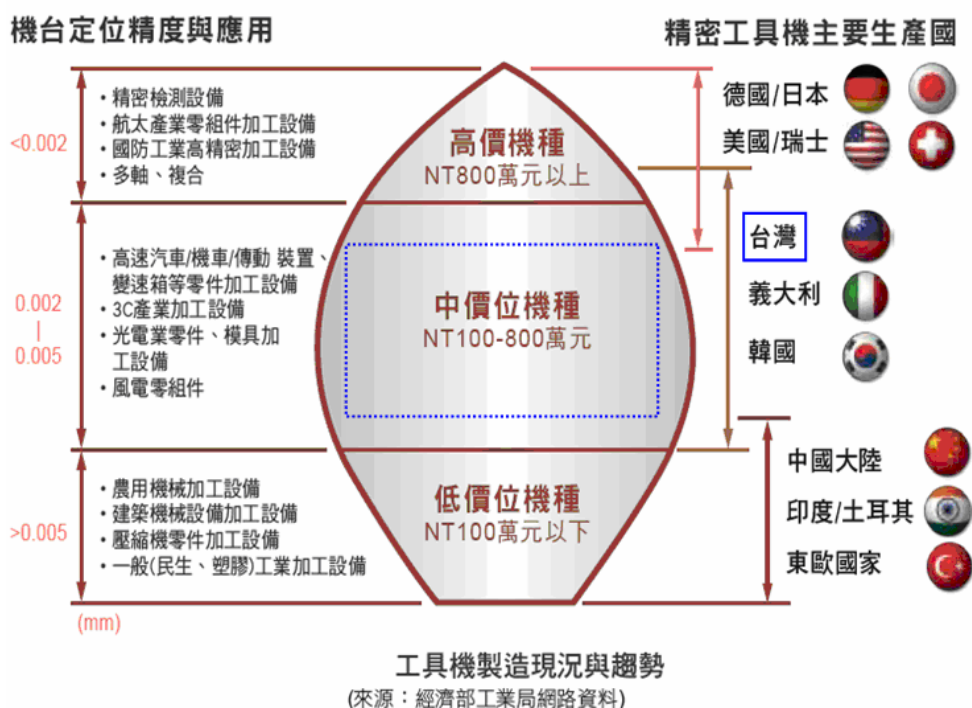 機台定位精度與應用
精密工具機主要生產國
<0.002
・精密檢測設備
・航太產業零組件加工設備
・國防工業高精密加工設備
・多軸、複合
高價機種
NT800萬元以上
德國/日本
美國/瑞士
0.002
|
0.005
・高速汽車/機車/傳動 裝置、
變速箱等零件加工設備
・3C產業加工設備
・光電業零件、模具加
工設備
・風電零組件
中價位機種
NT100-800萬元
台灣
義大利
韓國
>0.005
・農用機械加工設備
・建築機械設備加工設備
・壓縮機零件加工設備
・一般(民生、塑膠)工業加工設備
低價位機種
NT100萬元以下
中國大陸
印度/土耳其
東歐國家
(mm)
工具機製造現況與趨勢
(來源：經濟部工業局網路資料)